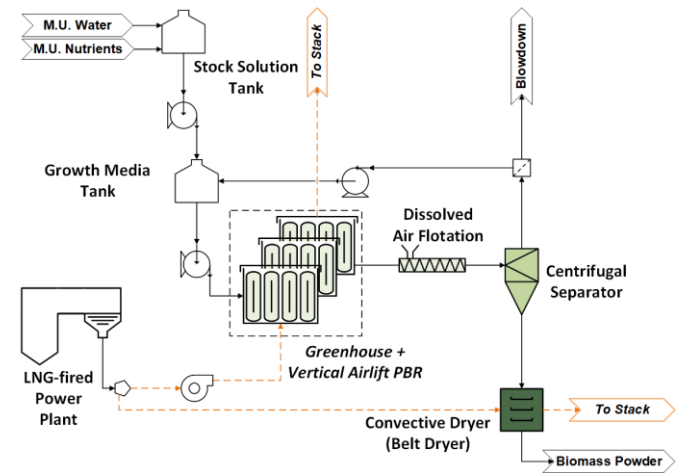 M.U. Water
M.U. Nutrients
Stock Solution
Tank
To Stack
Blowdown
Growth Media
Tank
Dissolved
Air Flotation
Centrifugal
Separator
Greenhouse +
Vertical Airlift PBR
LNG-fired
Power
Plant
Convective Dryer
(Belt Dryer)
To Stack
Biomass Powder